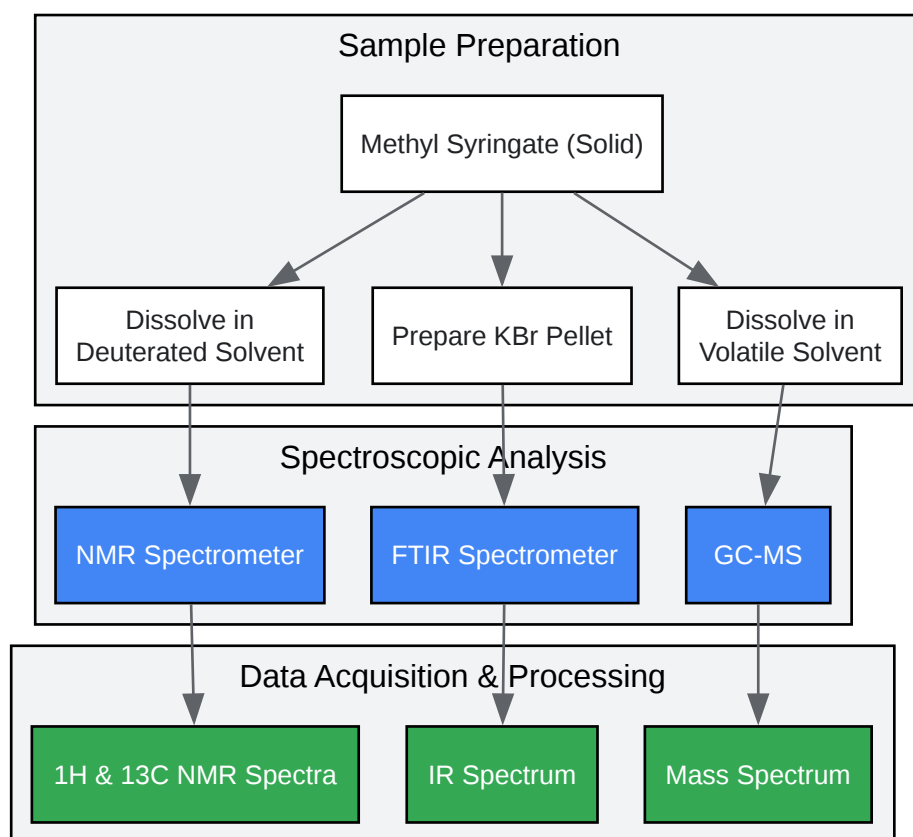 Sample Preparation
Methyl Syringate (Solid)
Dissolve in
Deuterated Solvent
Prepare KBr Pellet
Dissolve in
Volatile Solvent
Spectroscopic Analysis
NMR Spectrometer
FTIR Spectrometer
GC-MS
Data Acquisition & Processing
1H & 13C NMR Spectra
IR Spectrum
Mass Spectrum